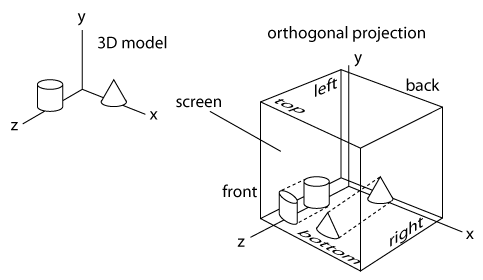 y
3D model
z
x
orthogonal projection
y
left
back
top
screen
front
z
bottom
right
x